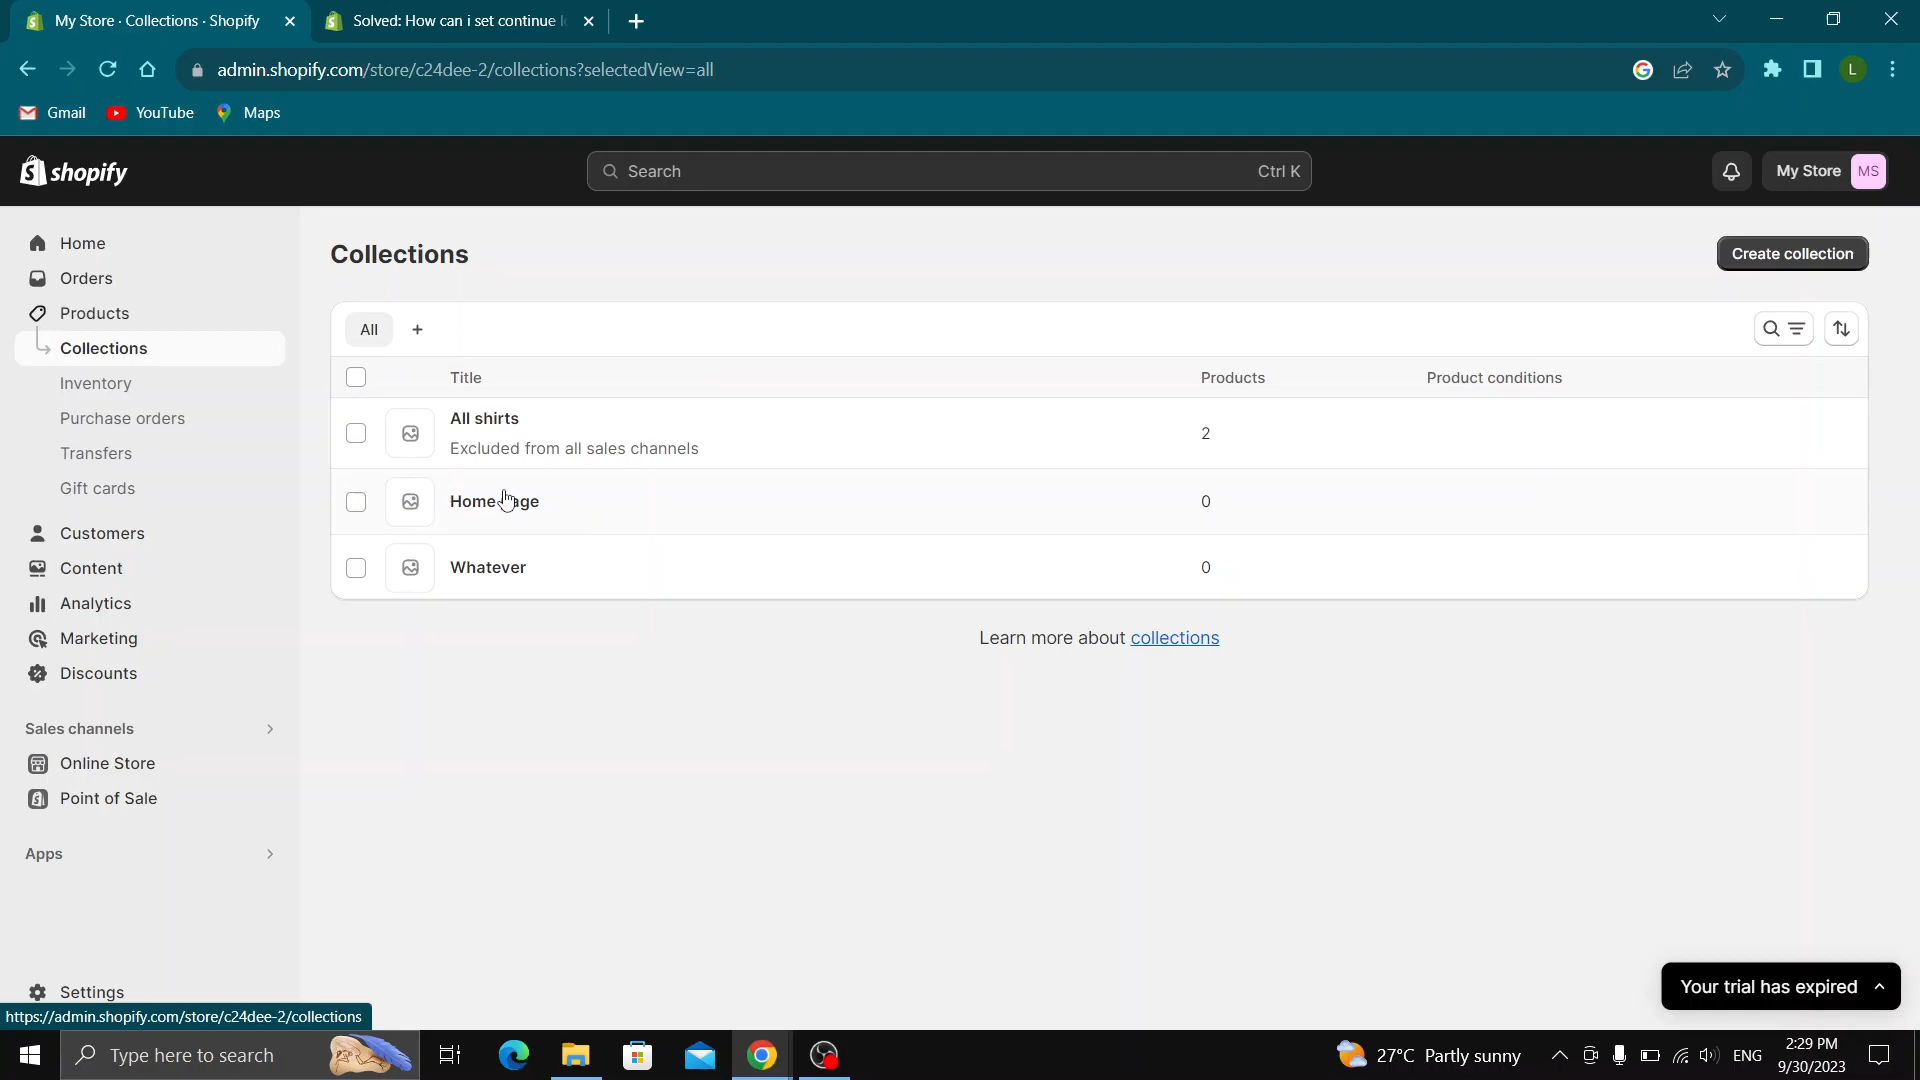 My Store · Collections · Shopify
Solved: How can i set continue
admin.shopify.com/store/c24dee-2/collections?selectedView=all
L
Gmail
YouTube
Maps
shopify
Search
Ctrl K
My Store
MS
Home
Orders
Products
Collections
Inventory
Purchase orders
Transfers
Gift cards
Customers
Content
Analytics
Marketing
Discounts
Sales channels
Online Store
Point of Sale
Apps
Settings
Collections
Create collection
All
Title
Products
Product conditions
All shirts
Excluded from all sales channels
2
0
Whatever
0
Learn more about collections
Your trial has expired
https://admin.shopify.com/store/c24dee-2/collections
Type here to search
27°C Partly sunny
ENG
2:29 PM
9/30/2023